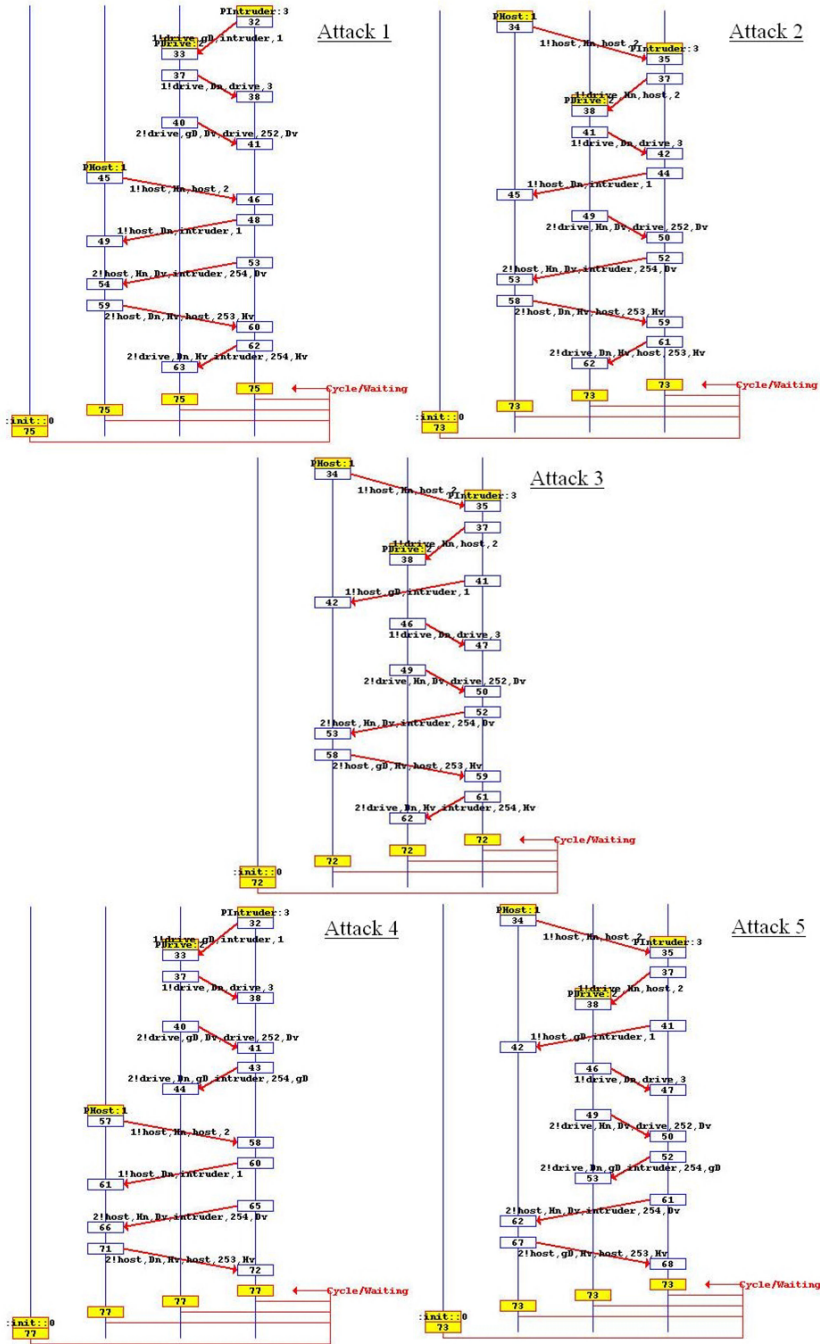 Attack 1
PIntruder:3
32
1!drive,gD,intruder,1
PDrive:2
33
37
1!drive,Dn,drive,3
38
40
2!drive,gD,Dv,drive,252,Dv
41
PHost:1
45
1!host,Hn,host,2
46
48
1!host,Dn,intruder,1
49
53
2!host,Hn,Dv,intruder,254,Dv
54
59
2!host,Dn,Hv,host,253,Hv
60
62
2!drive,Dn,Hv,intruder,254,Hv
63
75
Cycle/Waiting
75
75
:init::0
75
Attack 2
PHost:1
34
1!host,Hn,host,2
PIntruder:3
35
37
1!drive,Hn,host,2
PDrive:2
38
41
1!drive,Dn,drive,3
42
44
1!host,Dn,intruder,1
45
49
2!drive,Hn,Dv,drive,252,Dv
50
52
2!host,Hn,Dv,intruder,254,Dv
53
58
2!host,Dn,Hv,host,253,Hv
59
61
2!drive,Dn,Hv,host,253,Hv
62
73
Cycle/Waiting
73
73
:init::0
73
Attack 3
PHost:1
34
1!host,Hn,host,2
PIntruder:3
35
37
1!drive,Hn,host,2
PDrive:2
38
41
1!host,gD,intruder,1
42
46
1!drive,Dn,drive,3
47
49
2!drive,Hn,Dv,drive,252,Dv
50
52
2!host,Hn,Dv,intruder,254,Dv
53
58
2!host,gD,Hv,host,253,Hv
59
61
2!drive,Dn,Hv,intruder,254,Hv
62
72
Cycle/Waiting
72
72
:init::0
72
Attack 4
PIntruder:3
32
1!drive,gD,intruder,1
PDrive:2
33
37
1!drive,Dn,drive,3
38
40
2!drive,gD,Dv,drive,252,Dv
41
43
2!drive,Dn,gD,intruder,254,gD
44
PHost:1
57
1!host,Hn,host,2
58
60
1!host,Dn,intruder,1
61
65
2!host,Hn,Dv,intruder,254,Dv
66
71
2!host,Dn,Hv,host,253,Hv
72
77
Cycle/Waiting
77
77
:init::0
77
Attack 5
PHost:1
34
1!host,Hn,host,2
PIntruder:3
35
37
1!drive,Hn,host,2
PDrive:2
38
41
1!host,gD,intruder,1
42
46
1!drive,Dn,drive,3
47
49
2!drive,Hn,Dv,drive,252,Dv
50
52
2!drive,Dn,gD,intruder,254,gD
53
61
2!host,Hn,Dv,intruder,254,Dv
62
67
2!host,gD,Hv,host,253,Hv
68
73
Cycle/Waiting
73
73
:init::0
73